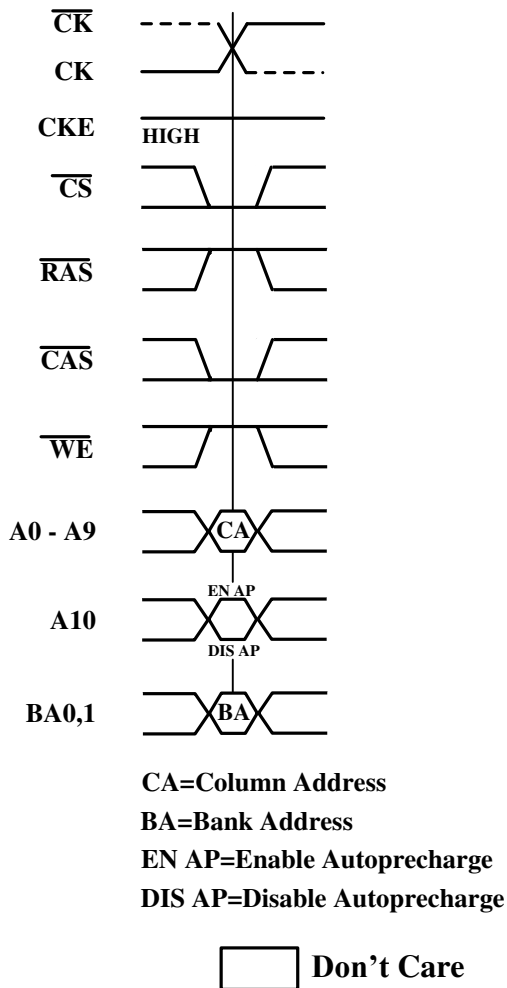 CK
CK
CKE
HIGH
CS
RAS
CAS
WE
A0 - A9
CA
EN AP
A10
DIS AP
BA0,1
BA
CA=Column Address
BA=Bank Address
EN AP=Enable Autoprecharge
DIS AP=Disable Autoprecharge
Don't Care